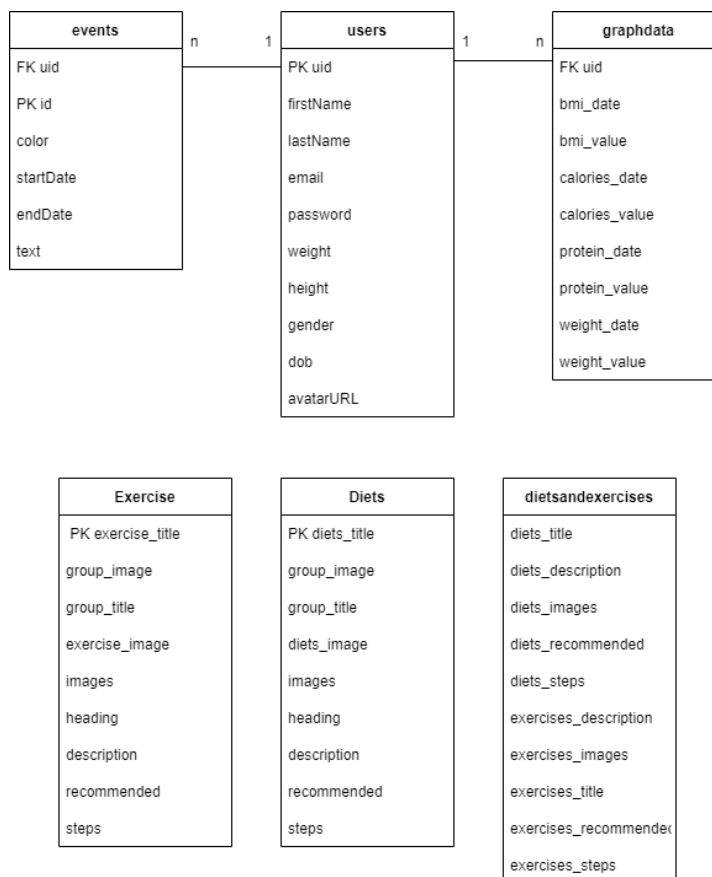 events
FK uid
PK id
color
startDate
endDate
text
n
1
users
PK uid
firstName
lastName
email
password
weight
height
gender
dob
avatarURL
1
n
graphdata
FK uid
bmi_date
bmi_value
calories_date
calories_value
protein_date
protein_value
weight_date
weight_value
Exercise
PK exercise_title
group_image
group_title
exercise_image
images
heading
description
recommended
steps
Diets
PK diets_title
group_image
group_title
diets_image
images
heading
description
recommended
steps
dietsandexercises
diets_title
diets_description
diets_images
diets_recommended
diets_steps
exercises_description
exercises_images
exercises_title
exercises_recommended
exercises_steps